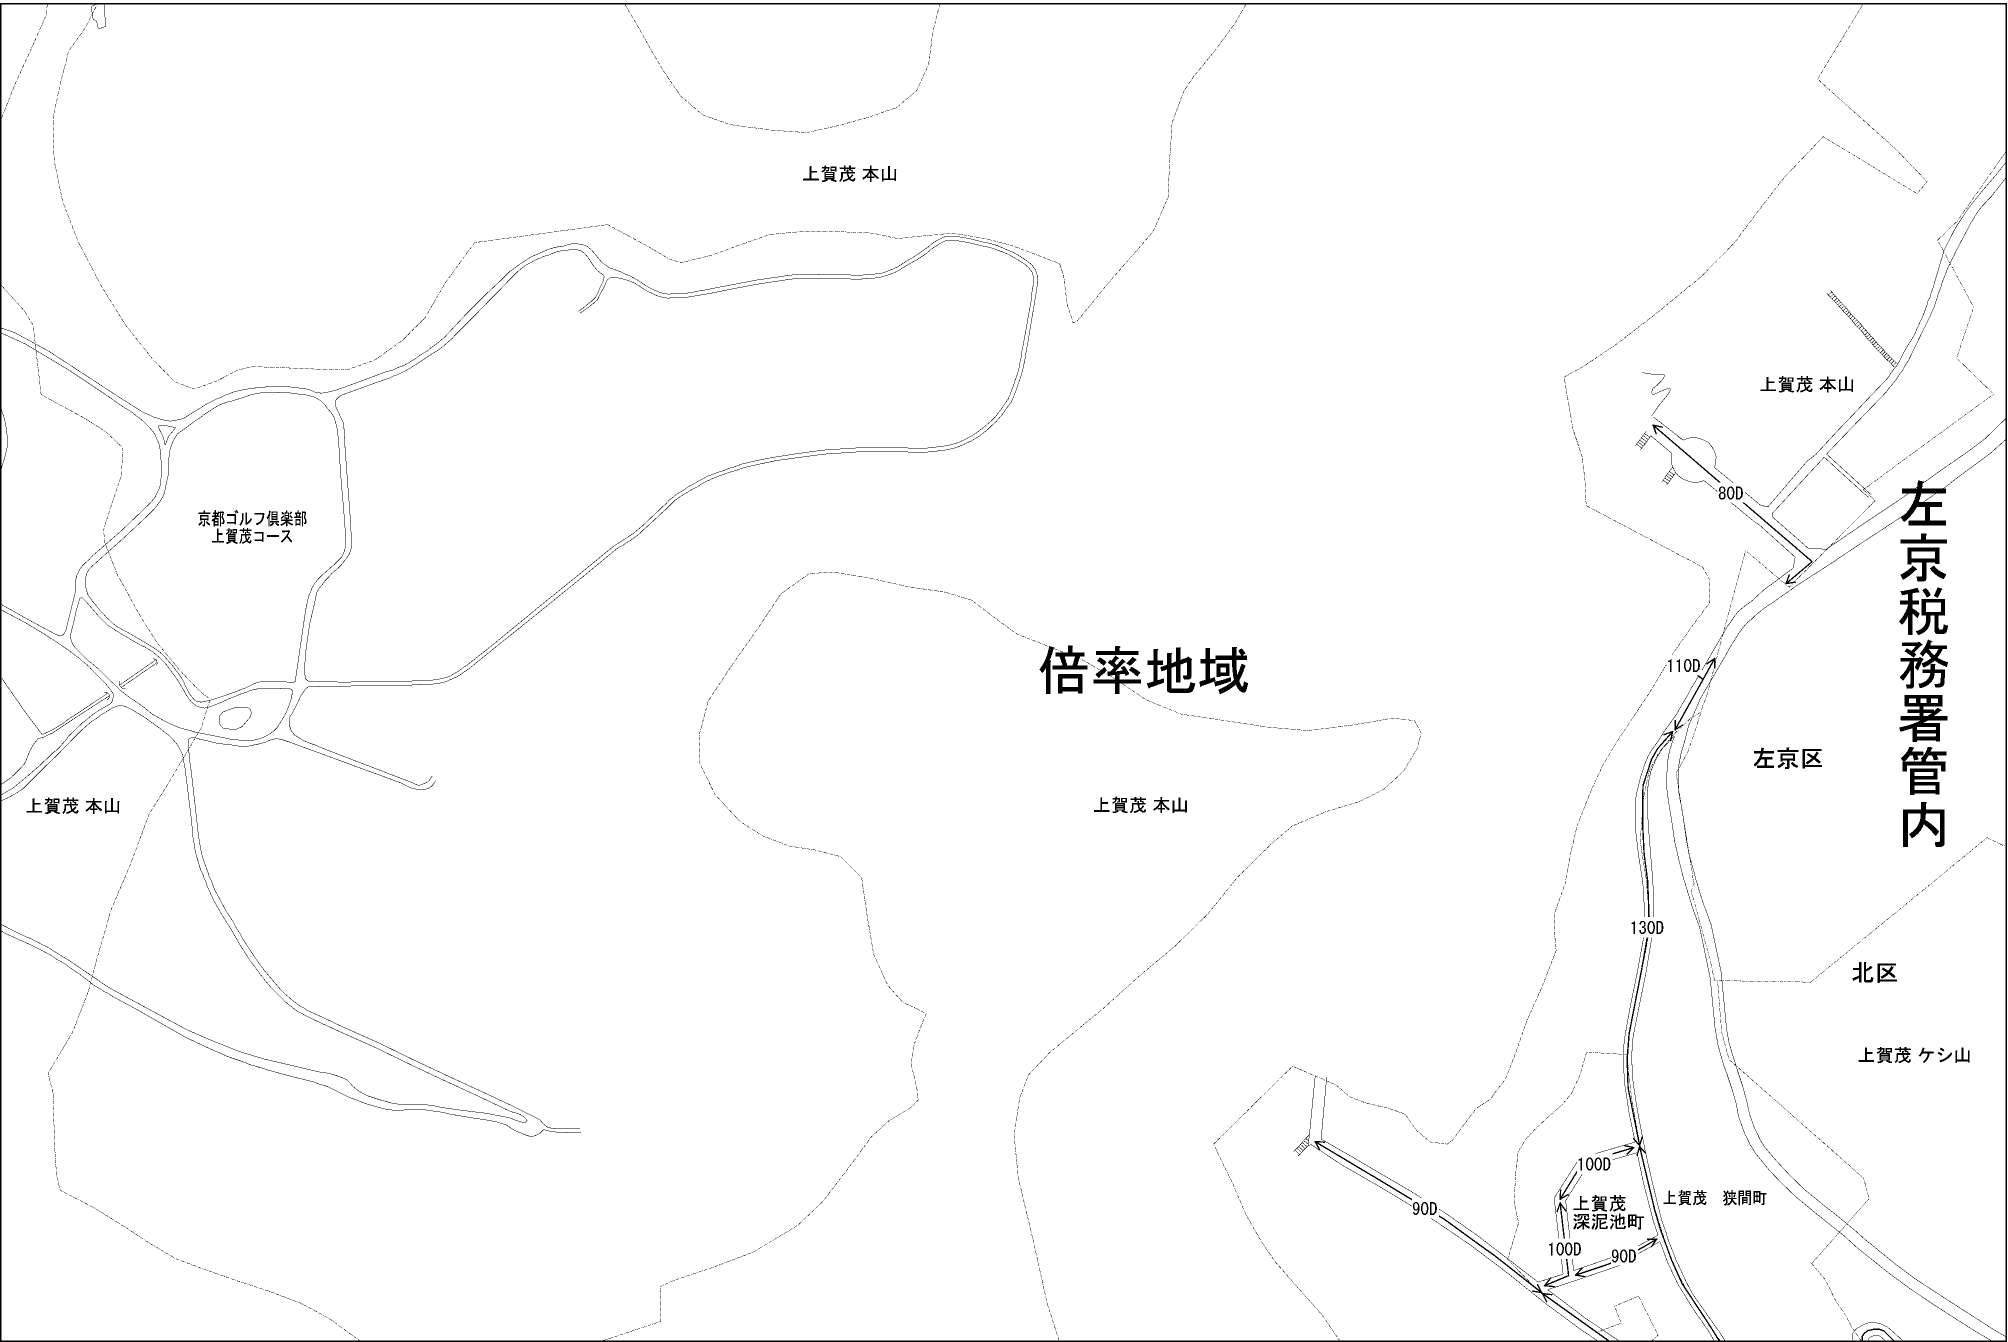 上賀茂 本山
上賀茂 本山
80D
京都ゴルフ倶楽部
上賀茂コース
左京税務署管内
倍率地域
110D
左京区
上賀茂 本山
上賀茂 本山
130D
北区
上賀茂 ケシ山
100D
上賀茂
深泥池町
上賀茂　狭間町
90D
100D
90D